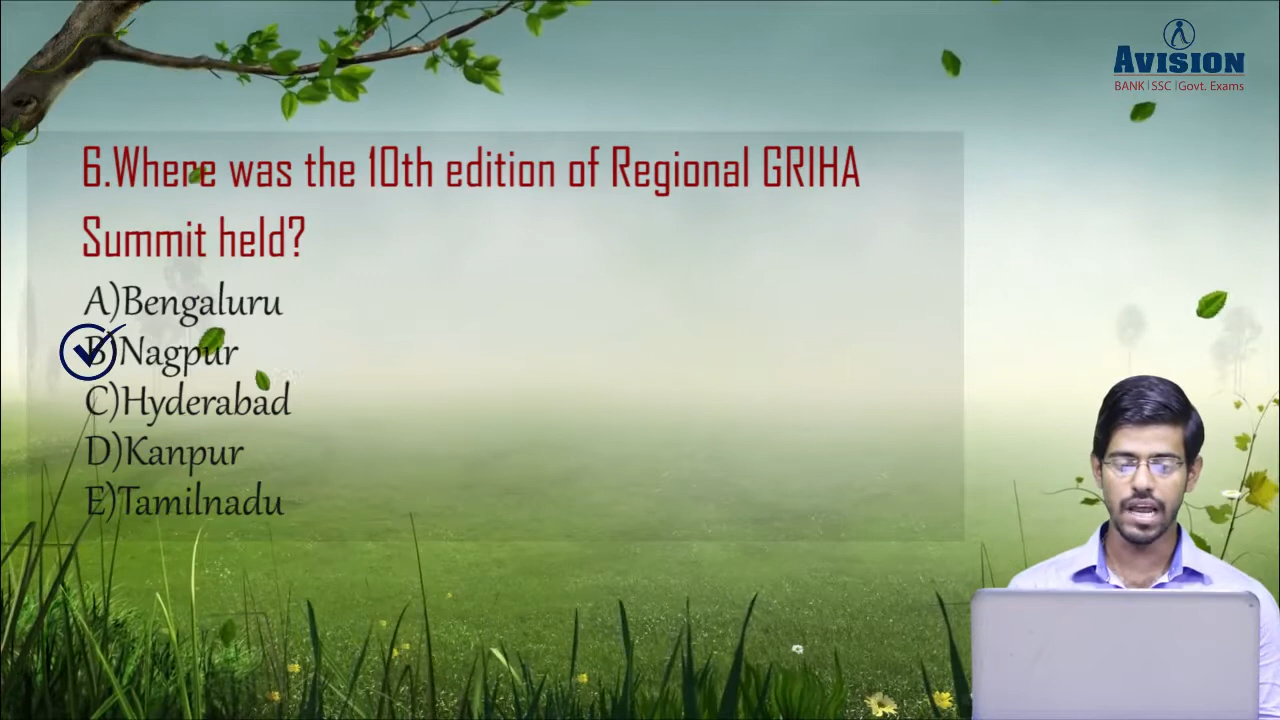 AVISION
BANK | SSC | Govt. Exams
6.Where was the 10th edition of Regional GRIHA
Summit held?
A)Bengaluru
B)Nagpur
C)Hyderabad
D)Kanpur
E)Tamilnadu